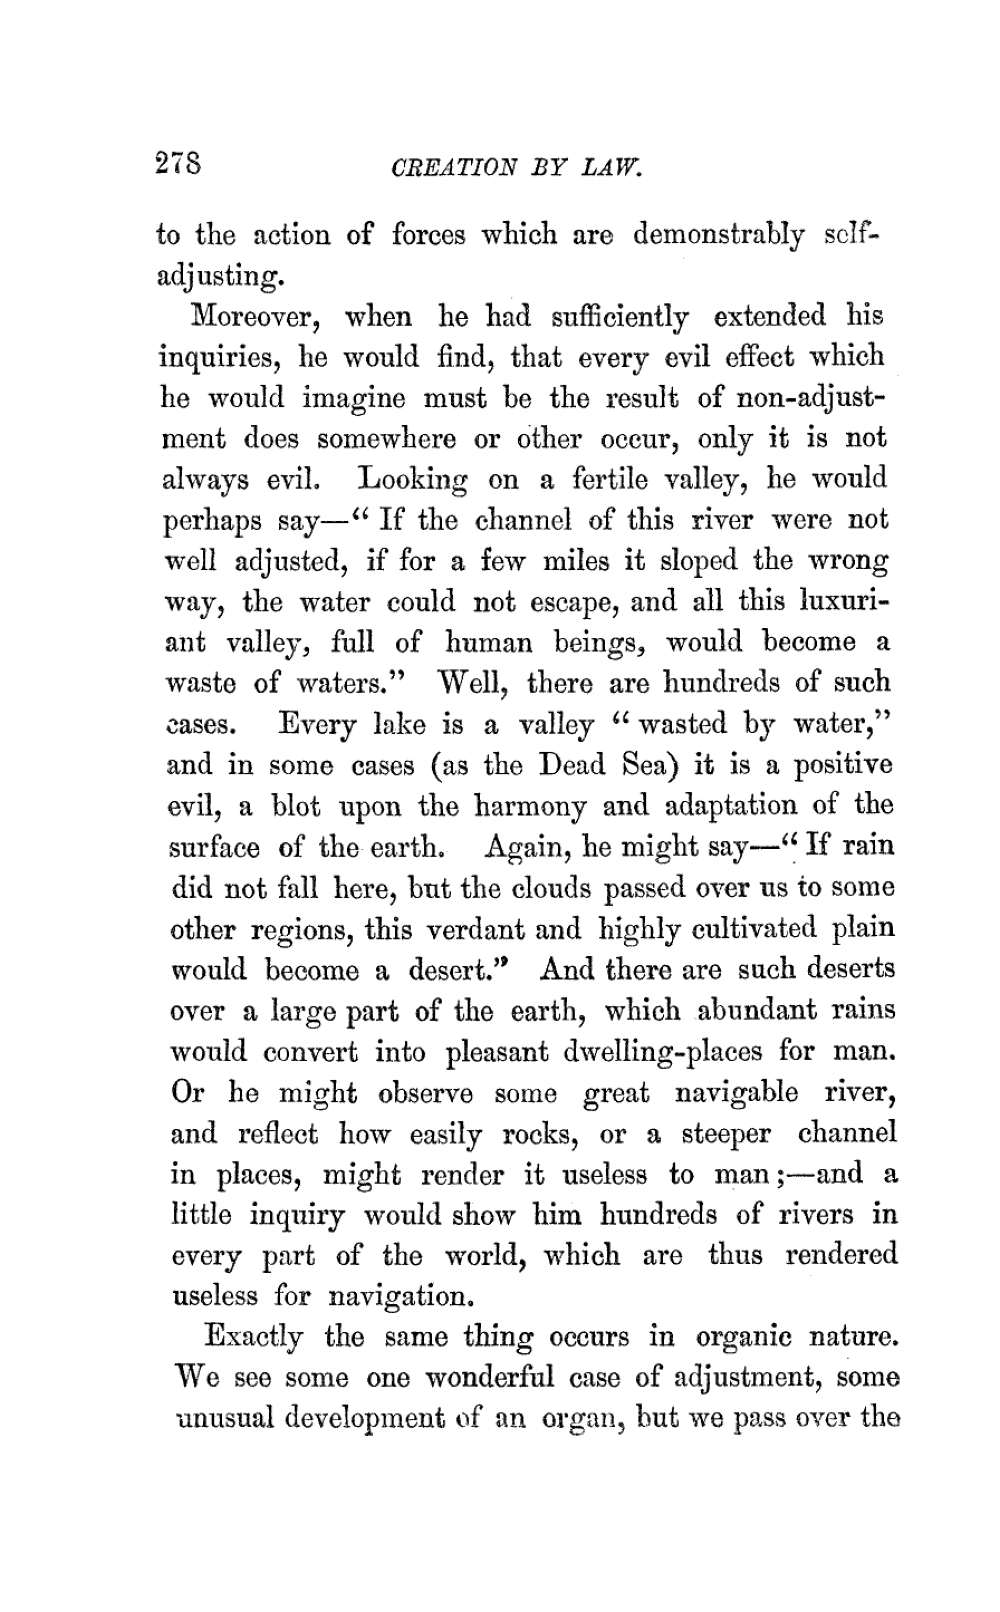 278 CREATION BY LAW.
to the action of forces which are demonstrably self-
adjusting.
Moreover, when he had sufficiently extended his
inquiries, he would find, that every evil effect which
he would imagine must be the result of non-adjust-
ment does somewhere or other occur, only it is not
always evil. Looking on a fertile valley, he would
perhaps say—“ If the channel of this river were not
well adjusted, if for a few miles it sloped the wrong
way, the water could not escape, and all this luxuri-
ant valley, full of human beings, would become a
waste of waters.” Well, there are hundreds of such
cases. Every lake is a valley “ wasted by water,”
and in some cases (as the Dead Sea) it is a positive
evil, a blot upon the harmony and adaptation of the
surface of the earth. Again, he might say—“ If rain
did not fall here, but the clouds passed over us to some
other regions, this verdant and highly cultivated plain
would become a desert.” And there are such deserts
over a large part of the earth, which abundant rains
would convert into pleasant dwelling-places for man.
Or he might observe some great navigable river,
and reflect how easily rocks, or a steeper channel
in places, might render it useless to man ;—and a
little inquiry would show him hundreds of rivers in
every part of the world, which are thus rendered
useless for navigation.
Exactly the same thing occurs in organic nature.
We see some one wonderful case of adjustment, some
unusual development of an organ, but we pass over the